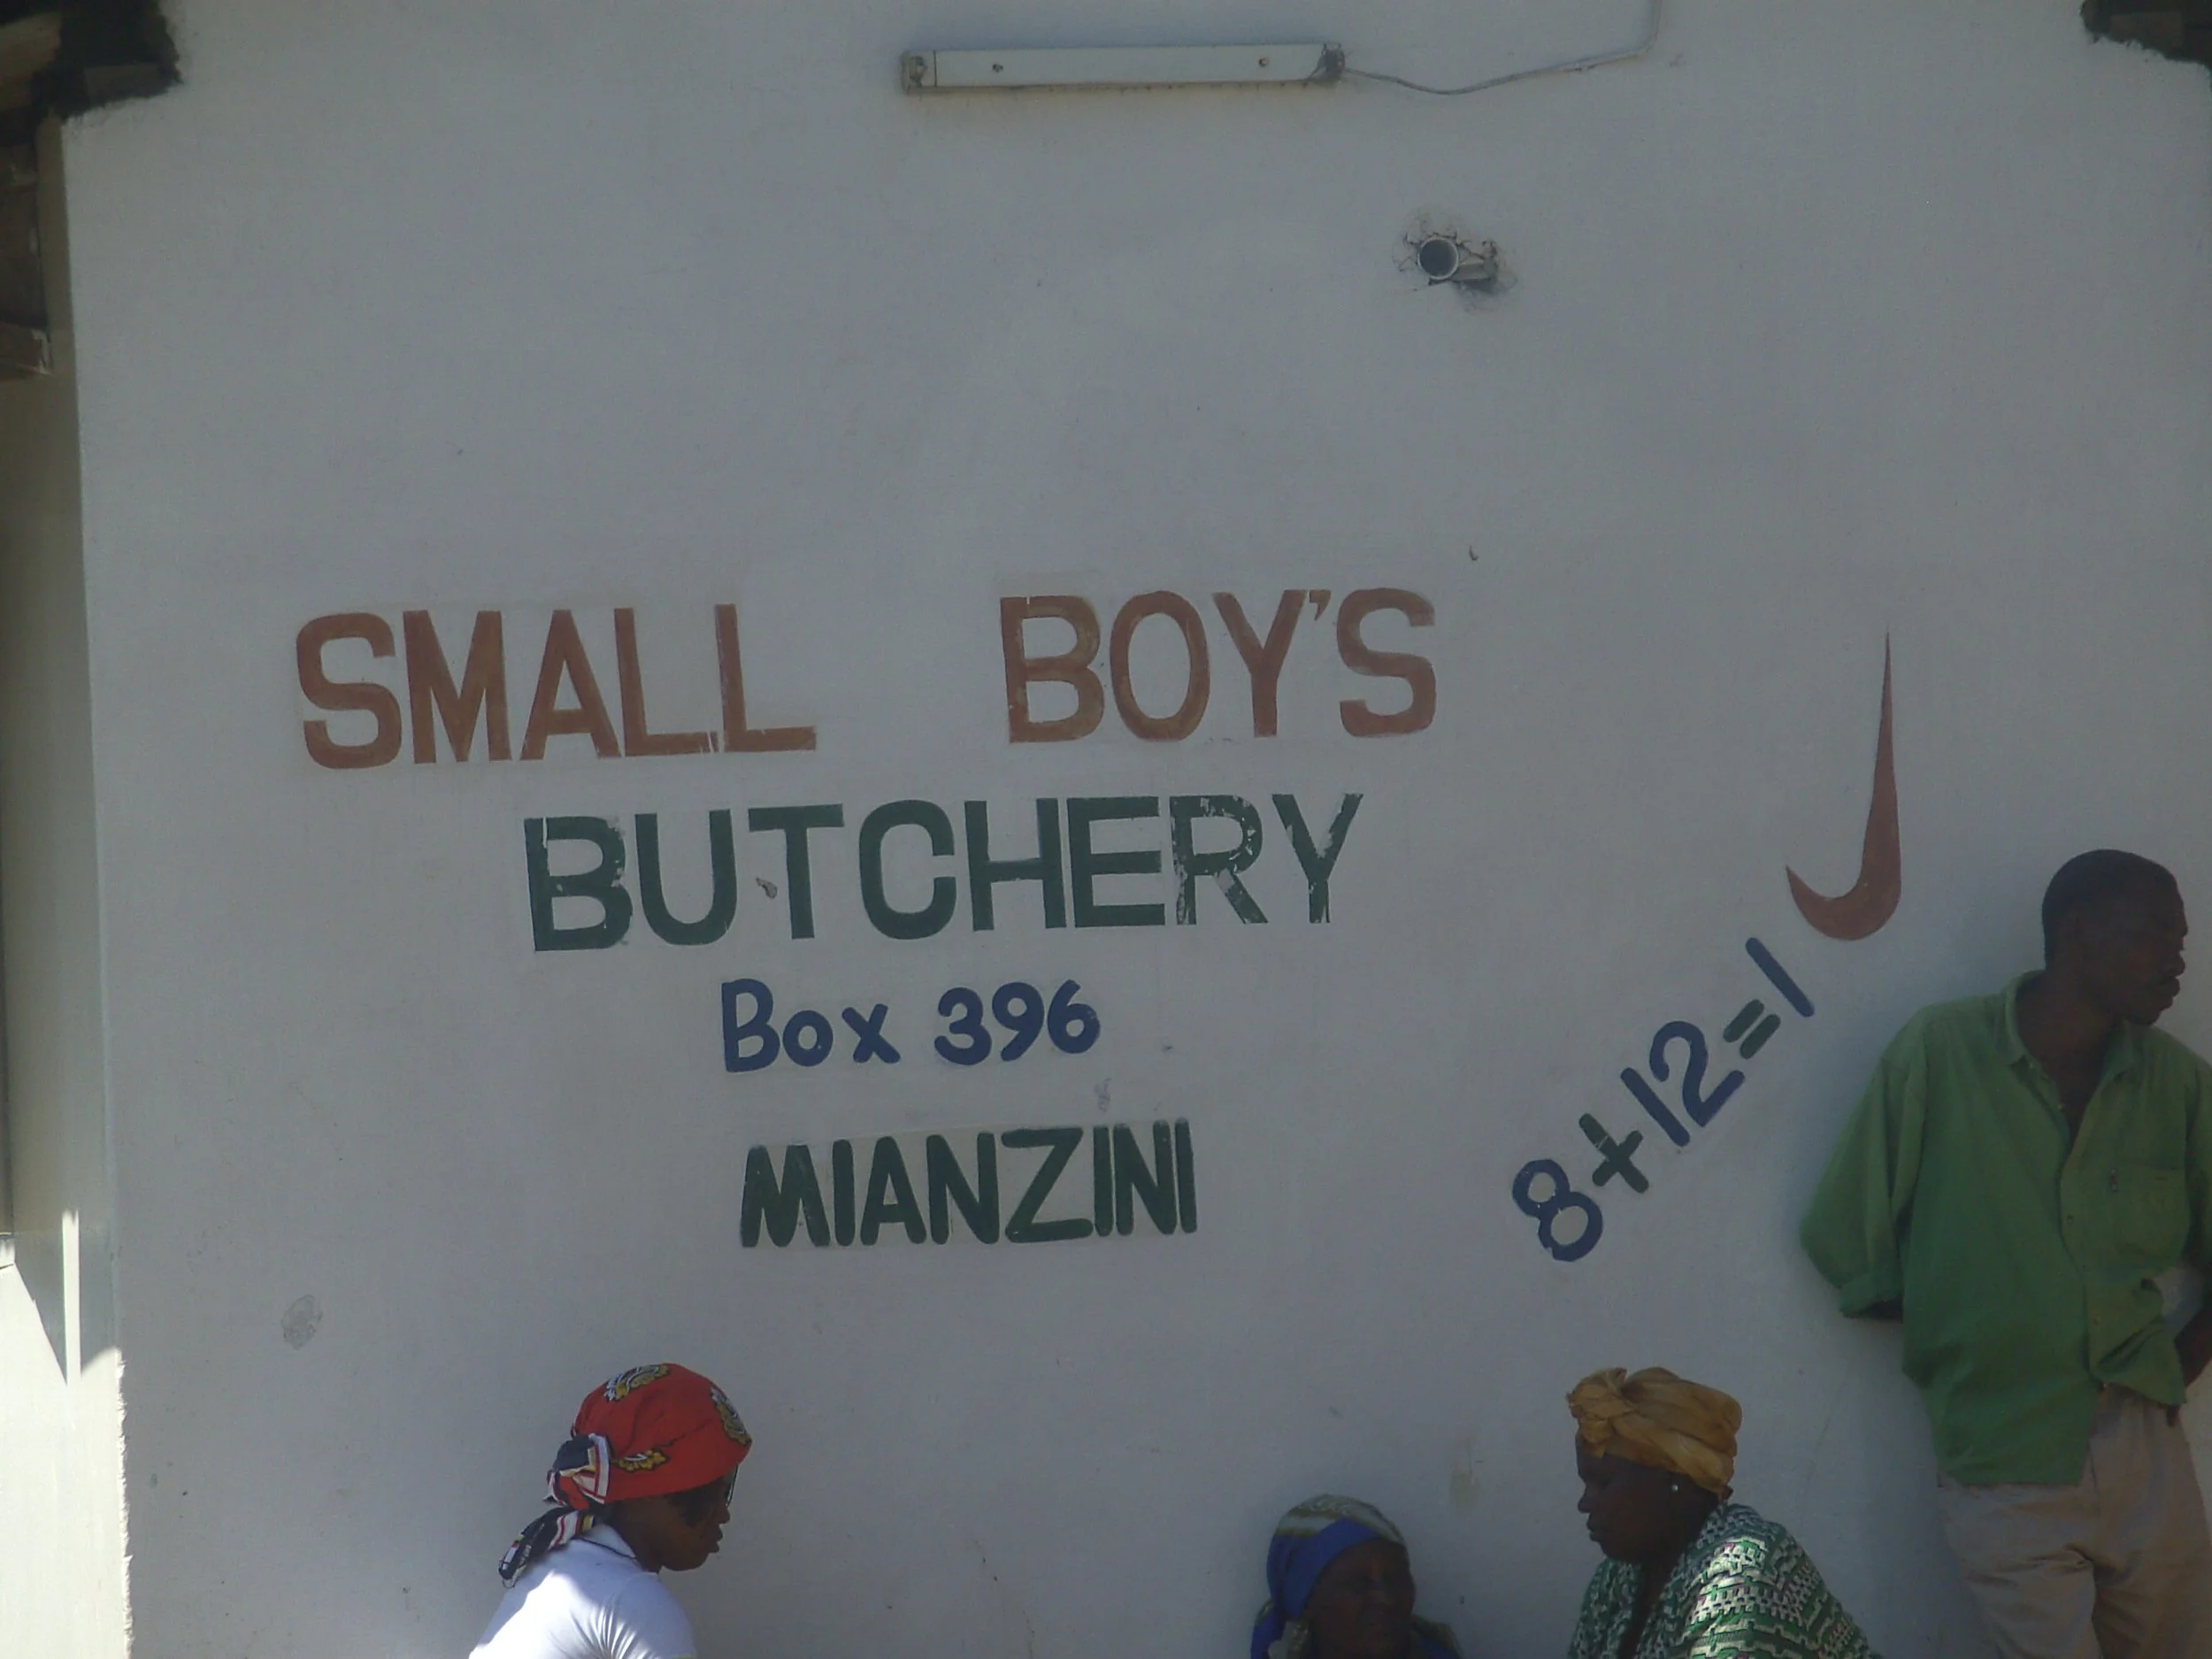 SMALL BOY'S
BUTCHERY
Box 396
MIANZINI
8+12=1